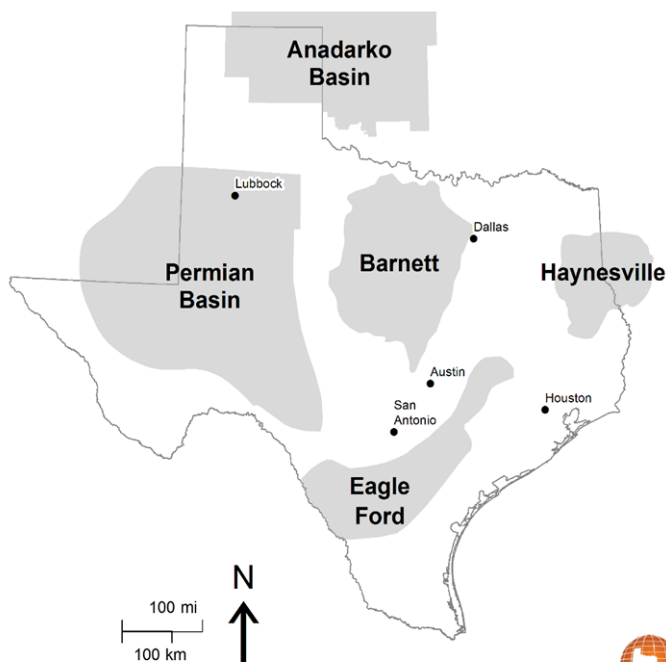 Anadarko
Basin
Lubbock
Dallas
Permian
Basin
Barnett
Haynesville
Austin
San
Antonio
Houston
Eagle
Ford
N
100 mi
100 km